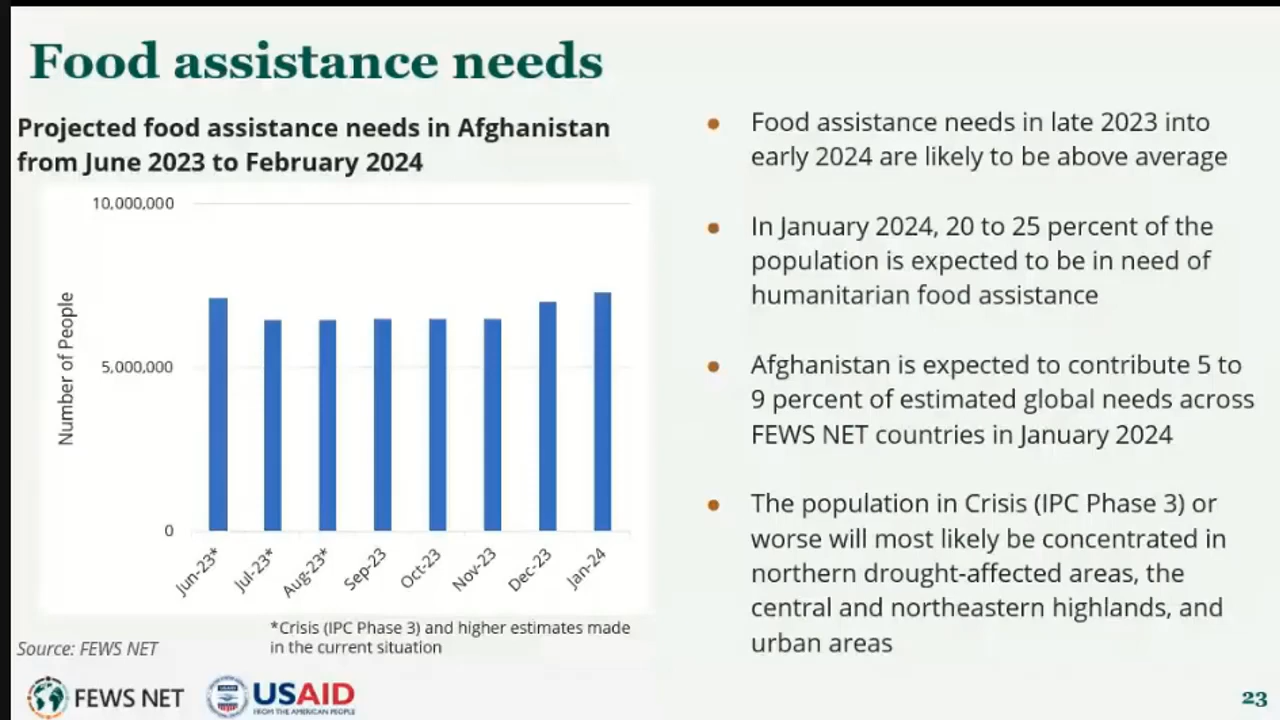 Food assistance needs
Projected food assistance needs in Afghanistan
from June 2023 to February 2024
10,000,000
5,000,000
0
Number of People
Jun-23*
Jul-23*
Aug-23*
Sep-23
Oct-23
Nov-23
Dec-23
Jan-24
*Crisis (IPC Phase 3) and higher estimates made
in the current situation
Source: FEWS NET
● Food assistance needs in late 2023 into
early 2024 are likely to be above average
● In January 2024, 20 to 25 percent of the
population is expected to be in need of
humanitarian food assistance
● Afghanistan is expected to contribute 5 to
9 percent of estimated global needs across
FEWS NET countries in January 2024
● The population in Crisis (IPC Phase 3) or
worse will most likely be concentrated in
northern drought-affected areas, the
central and northeastern highlands, and
urban areas
FEWS NET
USAID
FROM THE AMERICAN PEOPLE
23